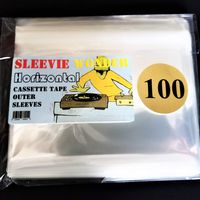 SLEEVIE WONDER
Horizontal
CASSETTE TAPE
OUTER
SLEEVES
100